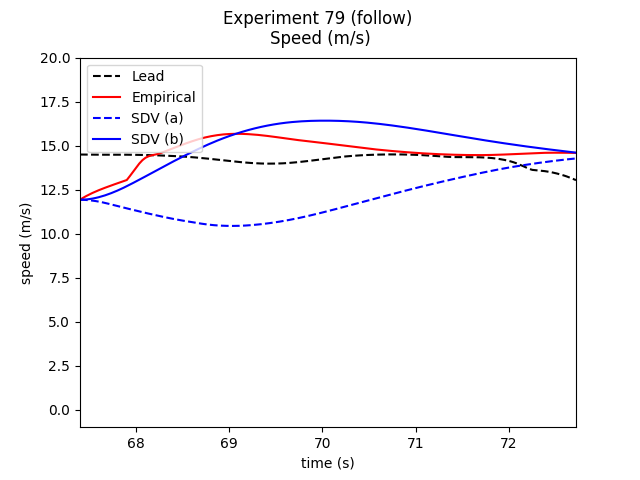 Experiment 79 (follow)
Speed (m/s)
20.0
17.5
15.0
12.5
10.0
7.5
5.0
2.5
0.0
speed (m/s)
Lead
Empirical
SDV (a)
SDV (b)
68 69 70 71 72
time (s)